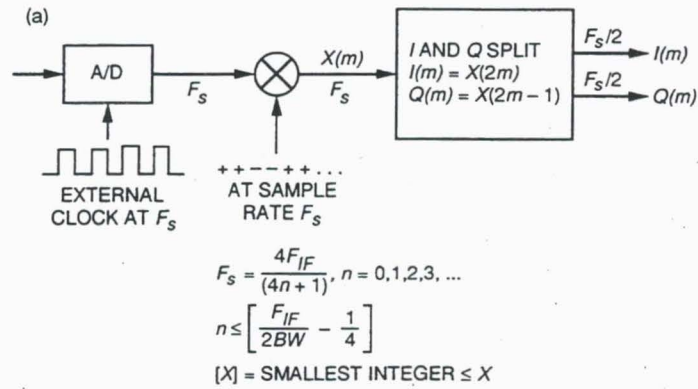 (a)
A/D
F_s
X(m)
F_s
I AND Q SPLIT
I(m) = X(2m)
Q(m) = X(2m − 1)
F_s/2
I(m)
F_s/2
Q(m)
EXTERNAL
CLOCK AT F_s
+ + − − + + . . .
AT SAMPLE
RATE F_s
F_s = 4F_IF / (4n + 1), n = 0,1,2,3, ...
n ≤ [F_IF / 2BW − 1/4]
[X] = SMALLEST INTEGER ≤ X